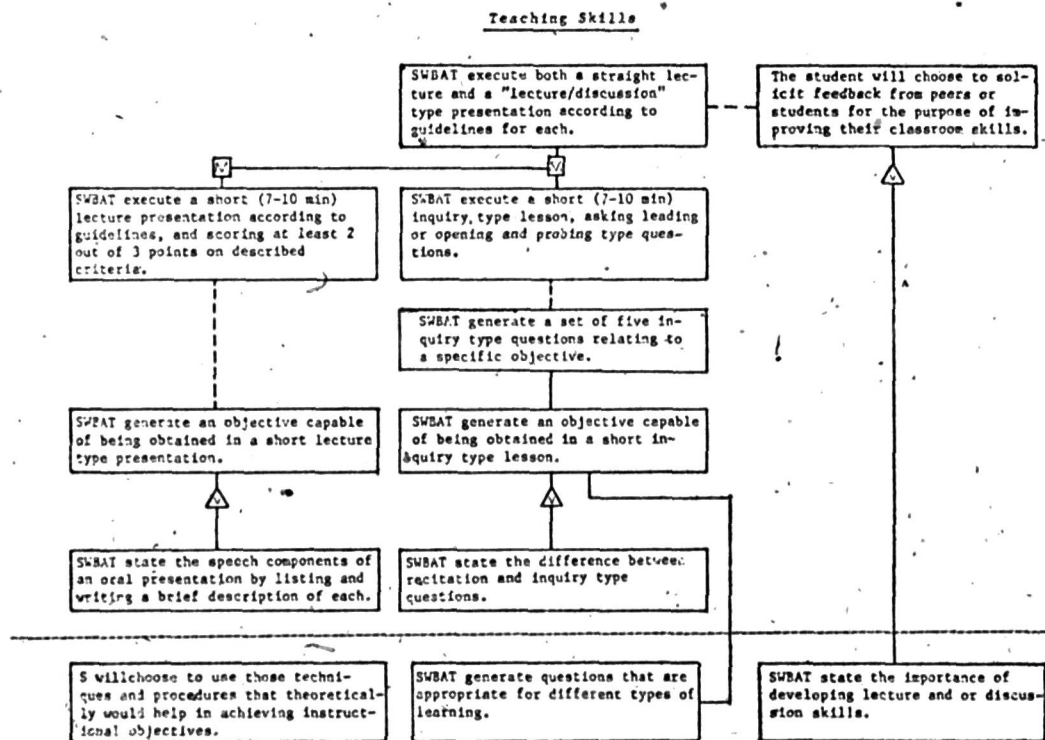 Teaching Skills
SWBAT execute both a straight lec-
ture and a "lecture/discussion"
type presentation according to
guidelines for each.
The student will choose to sol-
icit feedback from peers or
students for the purpose of im-
proving their classroom skills.
V
V
V
SWBAT execute a short (7-10 min)
lecture presentation according to
guidelines, and scoring at least 2
out of 3 points on described
criteria.
SWBAT execute a short (7-10 min)
inquiry type lesson, asking leading
or opening and probing type ques-
tions.
SWBAT generate a set of five in-
quiry type questions relating to
a specific objective.
SWBAT generate an objective capable
of being obtained in a short lecture
type presentation.
SWBAT generate an objective capable
of being obtained in a short in-
quiry type lesson.
V
V
SWBAT state the speech components of
an oral presentation by listing and
writing a brief description of each.
SWBAT state the difference between
recitation and inquiry type
questions.
S willchoose to use those techni-
ques and procedures that theoretical-
ly would help in achieving instruct-
ional objectives.
SWBAT generate questions that are
appropriate for different types of
learning.
SWBAT state the importance of
developing lecture and or discus-
sion skills.